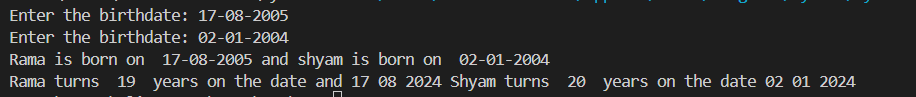 Enter the birthdate: 17-08-2005
Enter the birthdate: 02-01-2004
Rama is born on  17-08-2005 and shyam is born on  02-01-2004
Rama turns  19  years on the date and 17 08 2024 Shyam turns  20  years on the date 02 01 2024